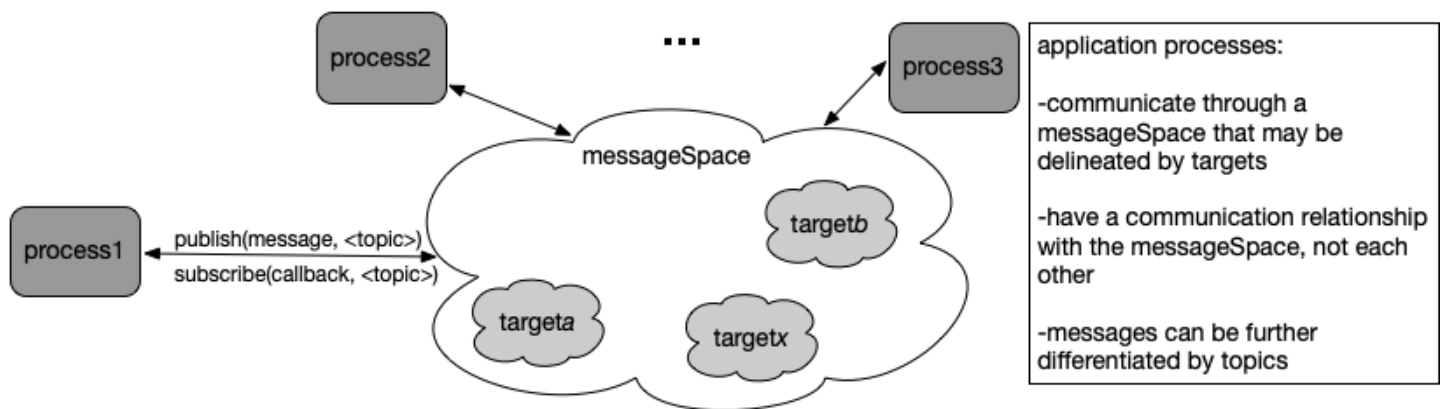 process2
...
process3
messageSpace
targetb
process1
publish(message, <topic>)
subscribe(callback, <topic>)
targeta
targetx
application processes:
-communicate through a
messageSpace that may be
delineated by targets
-have a communication relationship
with the messageSpace, not each
other
-messages can be further
differentiated by topics